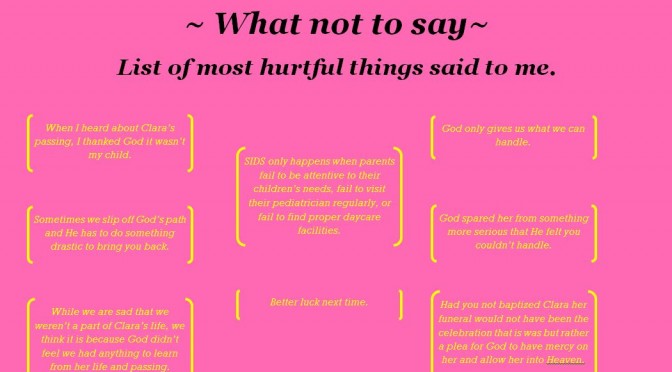 ~ What not to say~
List of most hurtful things said to me.
When I heard about Clara's
passing, I thanked God it wasn't
my child.
Sometimes we slip off God's path
and He has to do something
drastic to bring you back.
While we are sad that we
weren't a part of Clara's life, we
think it is because God didn't
feel we had anything to learn
from her life and passing.
SIDS only happens when parents
fail to be attentive to their
children's needs, fail to visit
their pediatrician regularly, or
fail to find proper daycare
facilities.
Better luck next time.
God only gives us what we can
handle.
God spared her from something
more serious that He felt you
couldn't handle.
Had you not baptized Clara her
funeral would not have been the
celebration that is was but rather
a plea for God to have mercy on
her and allow her into Heaven.